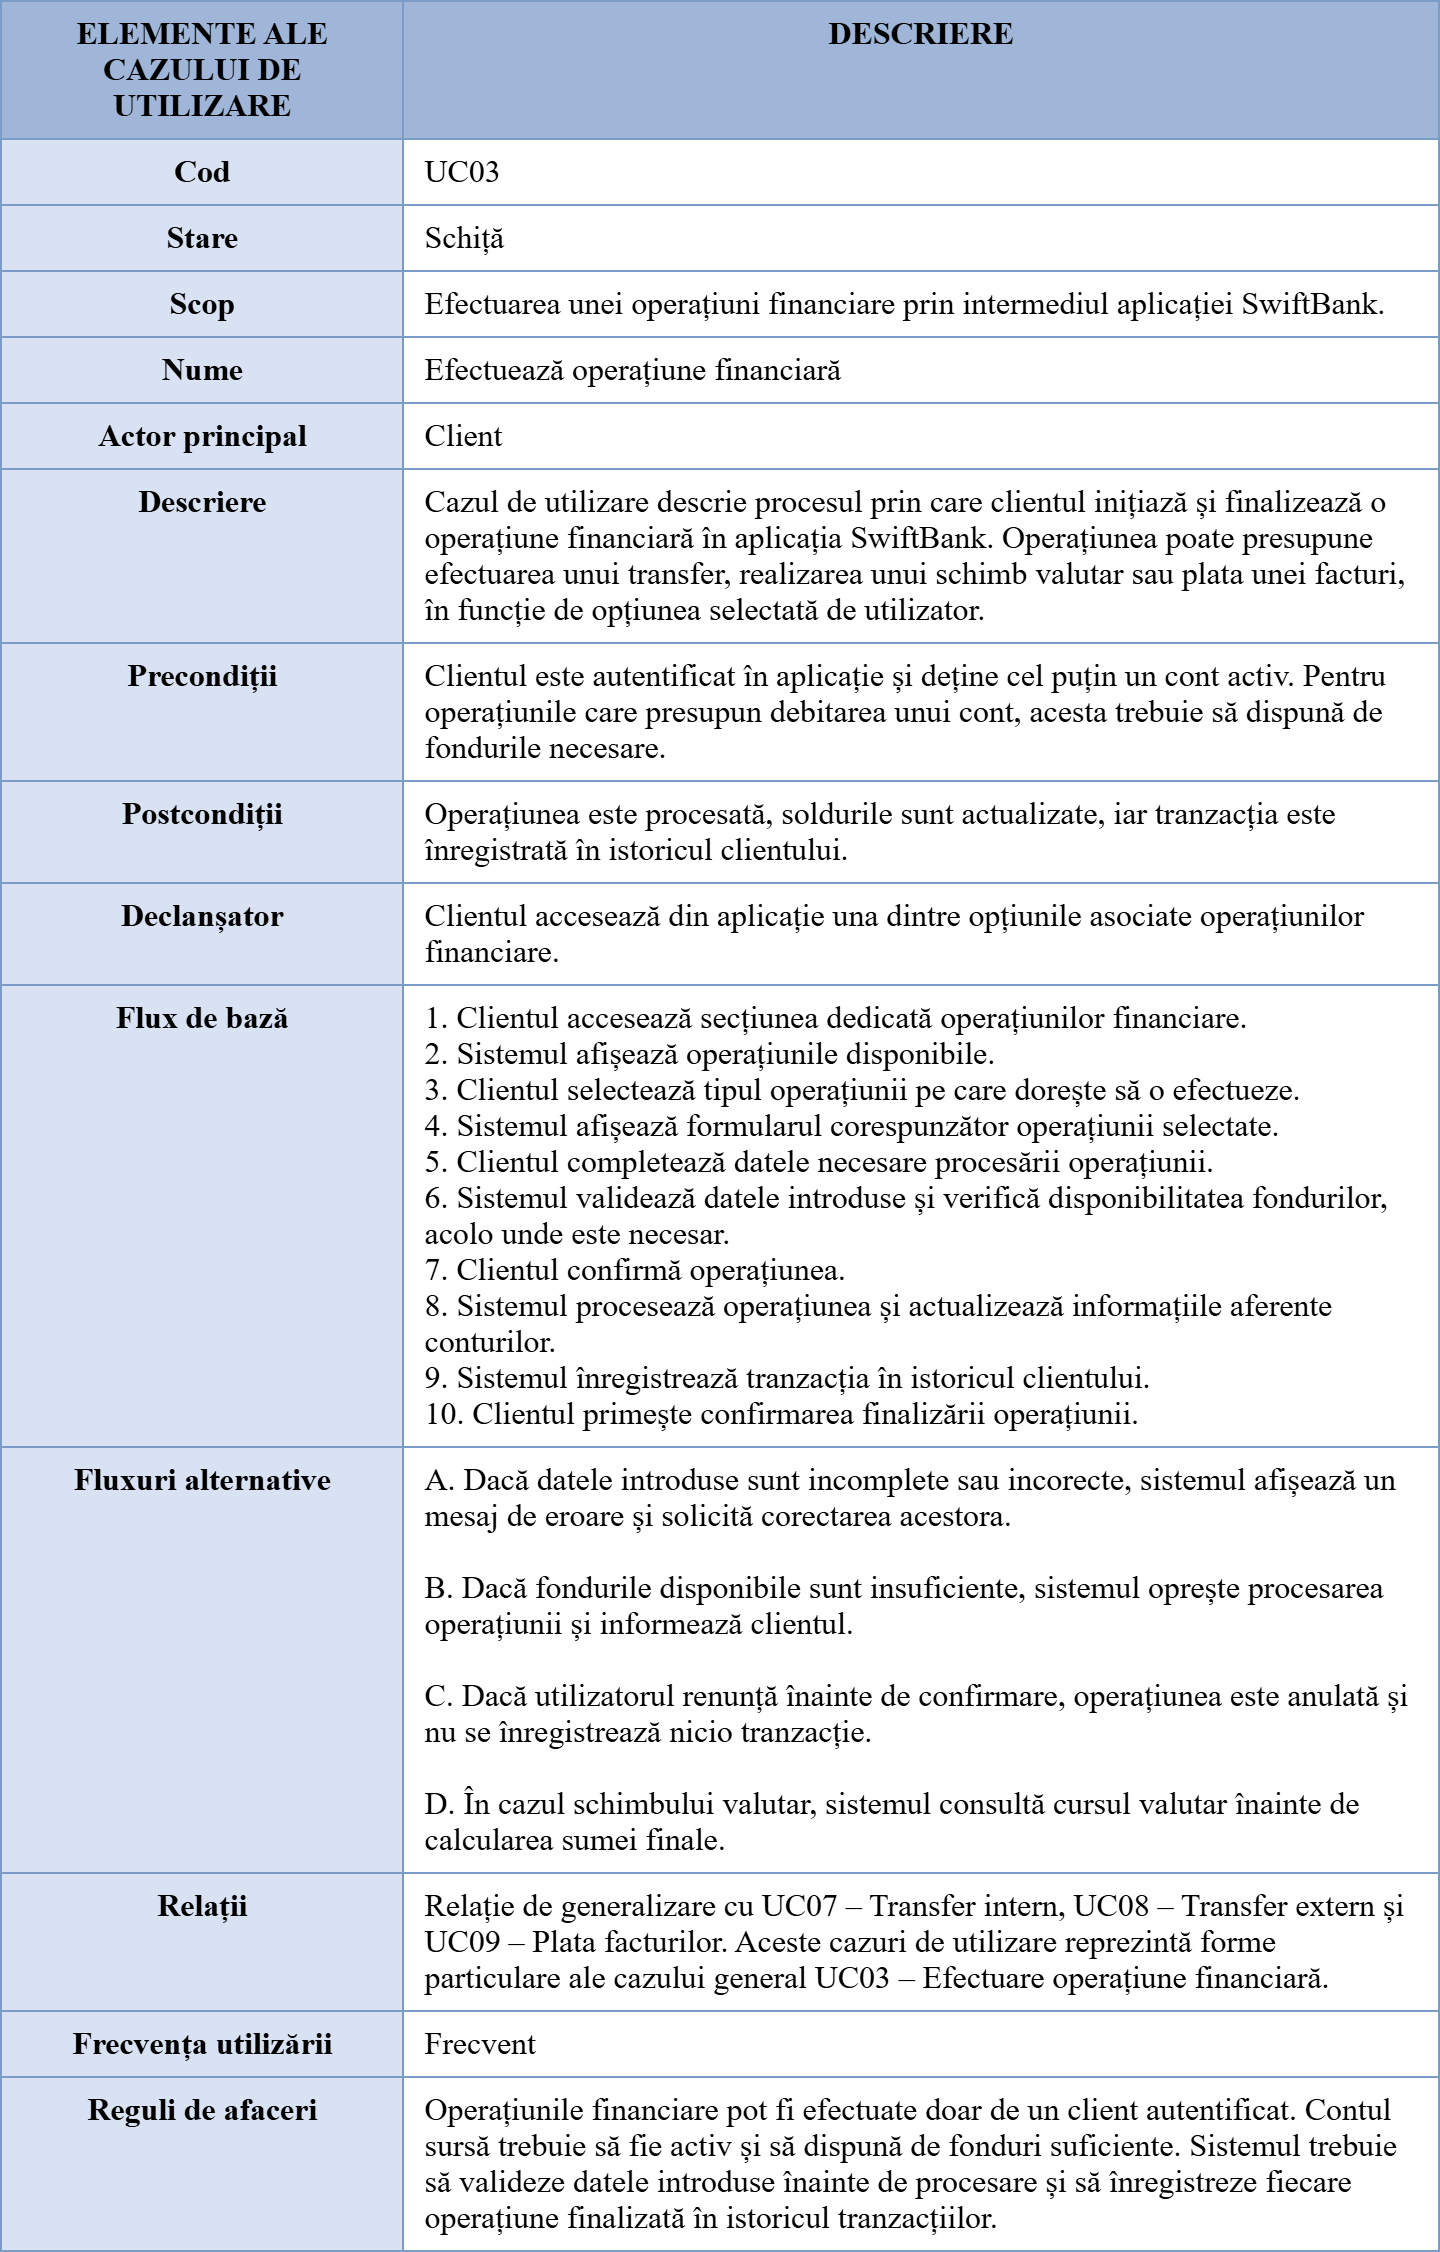 ELEMENTE ALE
CAZULUI DE
UTILIZARE
DESCRIERE
Cod
UC03
Stare
Schiță
Scop
Efectuarea unei operațiuni financiare prin intermediul aplicației SwiftBank.
Nume
Efectuează operațiune financiară
Actor principal
Client
Descriere
Cazul de utilizare descrie procesul prin care clientul inițiază și finalizează o
operațiune financiară în aplicația SwiftBank. Operațiunea poate presupune
efectuarea unui transfer, realizarea unui schimb valutar sau plata unei facturi,
în funcție de opțiunea selectată de utilizator.
Precondiții
Clientul este autentificat în aplicație și deține cel puțin un cont activ. Pentru
operațiunile care presupun debitarea unui cont, acesta trebuie să dispună de
fondurile necesare.
Postcondiții
Operațiunea este procesată, soldurile sunt actualizate, iar tranzacția este
înregistrată în istoricul clientului.
Declanșator
Clientul accesează din aplicație una dintre opțiunile asociate operațiunilor
financiare.
Flux de bază
1. Clientul accesează secțiunea dedicată operațiunilor financiare.
2. Sistemul afișează operațiunile disponibile.
3. Clientul selectează tipul operațiunii pe care dorește să o efectueze.
4. Sistemul afișează formularul corespunzător operațiunii selectate.
5. Clientul completează datele necesare procesării operațiunii.
6. Sistemul validează datele introduse și verifică disponibilitatea fondurilor,
acolo unde este necesar.
7. Clientul confirmă operațiunea.
8. Sistemul procesează operațiunea și actualizează informațiile aferente
conturilor.
9. Sistemul înregistrează tranzacția în istoricul clientului.
10. Clientul primește confirmarea finalizării operațiunii.
Fluxuri alternative
A. Dacă datele introduse sunt incomplete sau incorecte, sistemul afișează un
mesaj de eroare și solicită corectarea acestora.
B. Dacă fondurile disponibile sunt insuficiente, sistemul oprește procesarea
operațiunii și informează clientul.
C. Dacă utilizatorul renunță înainte de confirmare, operațiunea este anulată și
nu se înregistrează nicio tranzacție.
D. În cazul schimbului valutar, sistemul consultă cursul valutar înainte de
calcularea sumei finale.
Relații
Relație de generalizare cu UC07 – Transfer intern, UC08 – Transfer extern și
UC09 – Plata facturilor. Aceste cazuri de utilizare reprezintă forme
particulare ale cazului general UC03 – Efectuare operațiune financiară.
Frecvența utilizării
Frecvent
Reguli de afaceri
Operațiunile financiare pot fi efectuate doar de un client autentificat. Contul
sursă trebuie să fie activ și să dispună de fonduri suficiente. Sistemul trebuie
să valideze datele introduse înainte de procesare și să înregistreze fiecare
operațiune finalizată în istoricul tranzacțiilor.